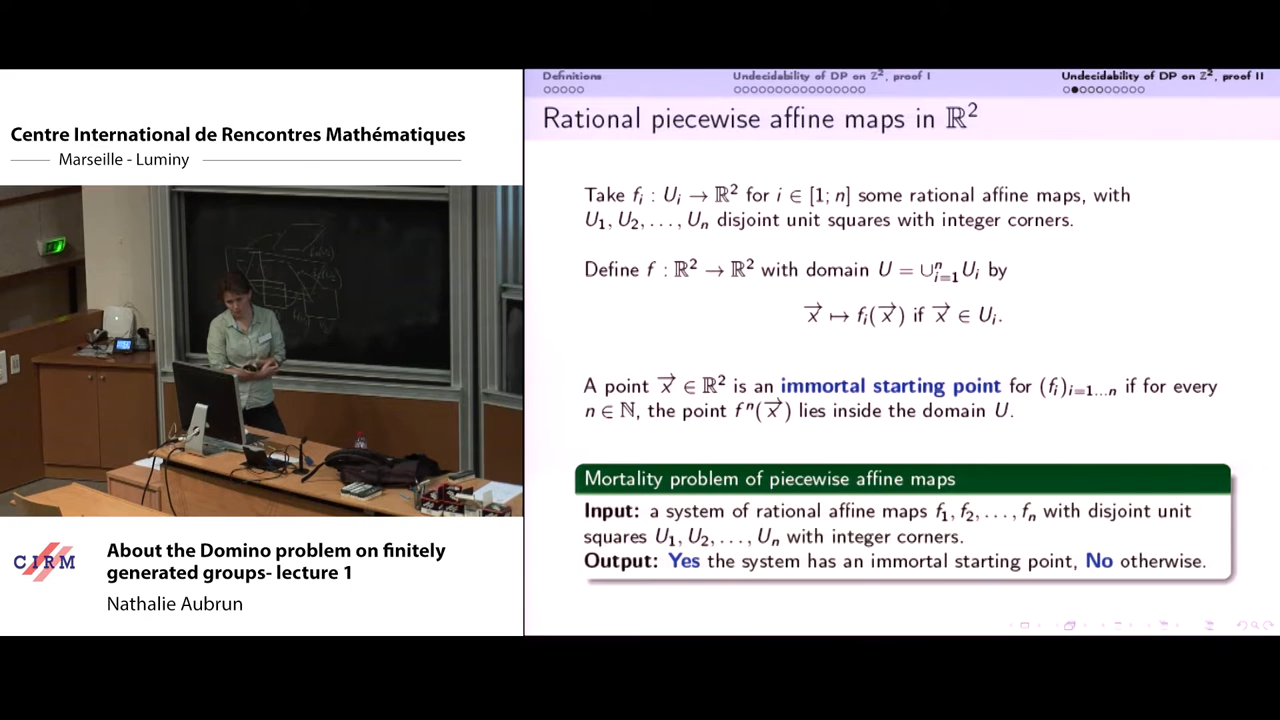 Centre International de Rencontres Mathématiques
Marseille - Luminy
CIRM
About the Domino problem on finitely
generated groups- lecture 1
Nathalie Aubrun
Definitions
Undecidability of DP on ℤ², proof I
Undecidability of DP on ℤ², proof II
Rational piecewise affine maps in ℝ²
Take fᵢ : Uᵢ → ℝ² for i ∈ [1; n] some rational affine maps, with
U₁, U₂, . . . , Uₙ disjoint unit squares with integer corners.
Define f : ℝ² → ℝ² with domain U = ∪ⁿᵢ₌₁Uᵢ by
x⃗ ↦ fᵢ(x⃗) if x⃗ ∈ Uᵢ.
A point x⃗ ∈ ℝ² is an immortal starting point for (fᵢ)ᵢ₌₁...ₙ if for every
n ∈ ℕ, the point fⁿ(x⃗) lies inside the domain U.
Mortality problem of piecewise affine maps
Input: a system of rational affine maps f₁, f₂, . . . , fₙ with disjoint unit
squares U₁, U₂, . . . , Uₙ with integer corners.
Output: Yes the system has an immortal starting point, No otherwise.